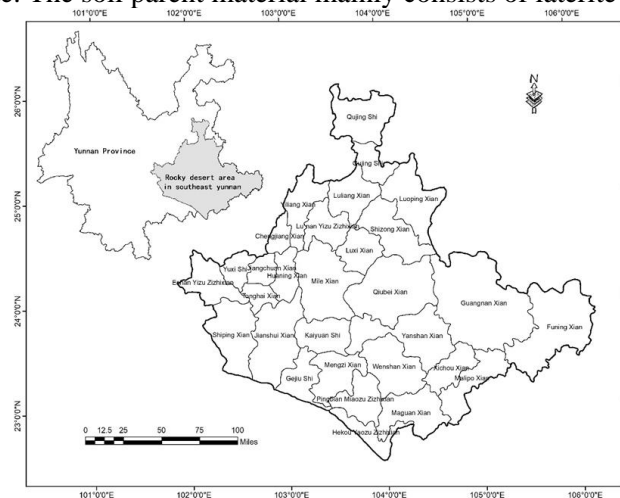 e. The soil parent material mainly consists of laterite
101°0'0"E 102°0'0"E 103°0'0"E 104°0'0"E 105°0'0"E 106°0'0"E
N
26°0'0"N
25°0'0"N
24°0'0"N
23°0'0"N
Yunnan Province
Rocky desert area
in southeast yunnan
Qujing Shi
Qujing Shi
Luliang Xian
Luoping Xian
Yiliang Xian
Lu'nan Yizu Zizhixian
Shizong Xian
Chengjiang Xian
Luxi Xian
Yuxi Shi
Jiangchuan Xian
Huaning Xian
Eshan Yizu Zizhixian
Mile Xian
Qiubei Xian
Tonghai Xian
Guangnan Xian
Funing Xian
Shiping Xian
Jianshui Xian
Kaiyuan Shi
Yanshan Xian
Mengzi Xian
Wenshan Xian
Xichou Xian
Malipo Xian
Gejiu Shi
Pingbian Miaozu Zizhixian
Maguan Xian
Hekou Yaozu Zizhixian
0 12.5 25 50 75 100
Miles
101°0'0"E 102°0'0"E 103°0'0"E 104°0'0"E 105°0'0"E 106°0'0"E